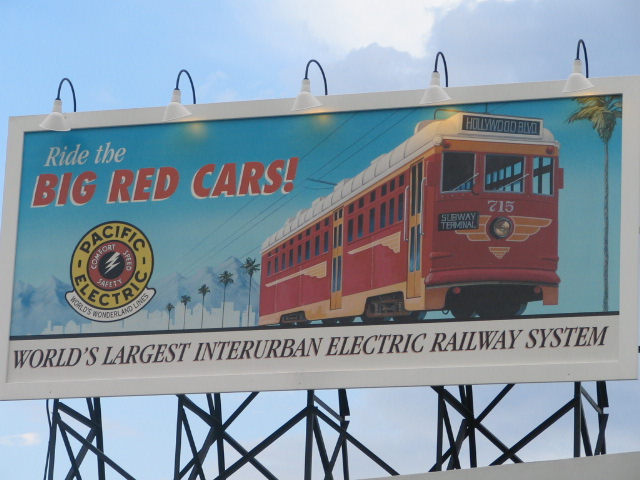 Ride the
BIG RED CARS!
HOLLYWOOD BLVD.
715
SUBWAY
TERMINAL
PACIFIC
COMFORT SPEED
SAFETY
ELECTRIC
WORLD'S WONDERLAND LINES
WORLD'S LARGEST INTERURBAN ELECTRIC RAILWAY SYSTEM